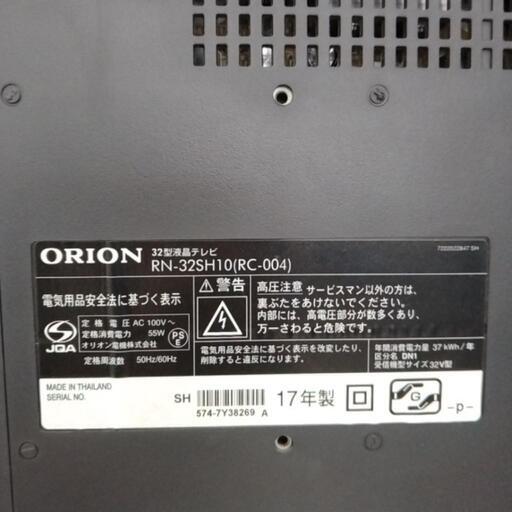 ORION
32型液晶テレビ
RN-32SH10(RC-004)
7222522847 SH
電気用品安全法に基づく表示
JQA
定格電圧 AC 100V~
定格消費電力 55W
オリオン電機株式会社
定格周波数 50Hz/60Hz
PS
E
警告
高圧注意 サービスマン以外の方は、
裏ぶたをあけないでください。
内部には、高電圧部分が数多くあり、
万一さわると危険です。
電気用品安全法に基づく表示を改変したり、
削除すると違反になります。
年間消費電力量 37 kWh/年
区分名 DN1
受信機型サイズ 32V型
MADE IN THAILAND
SERIAL NO.
SH
574-7Y38269 A
17年製
G
-p-